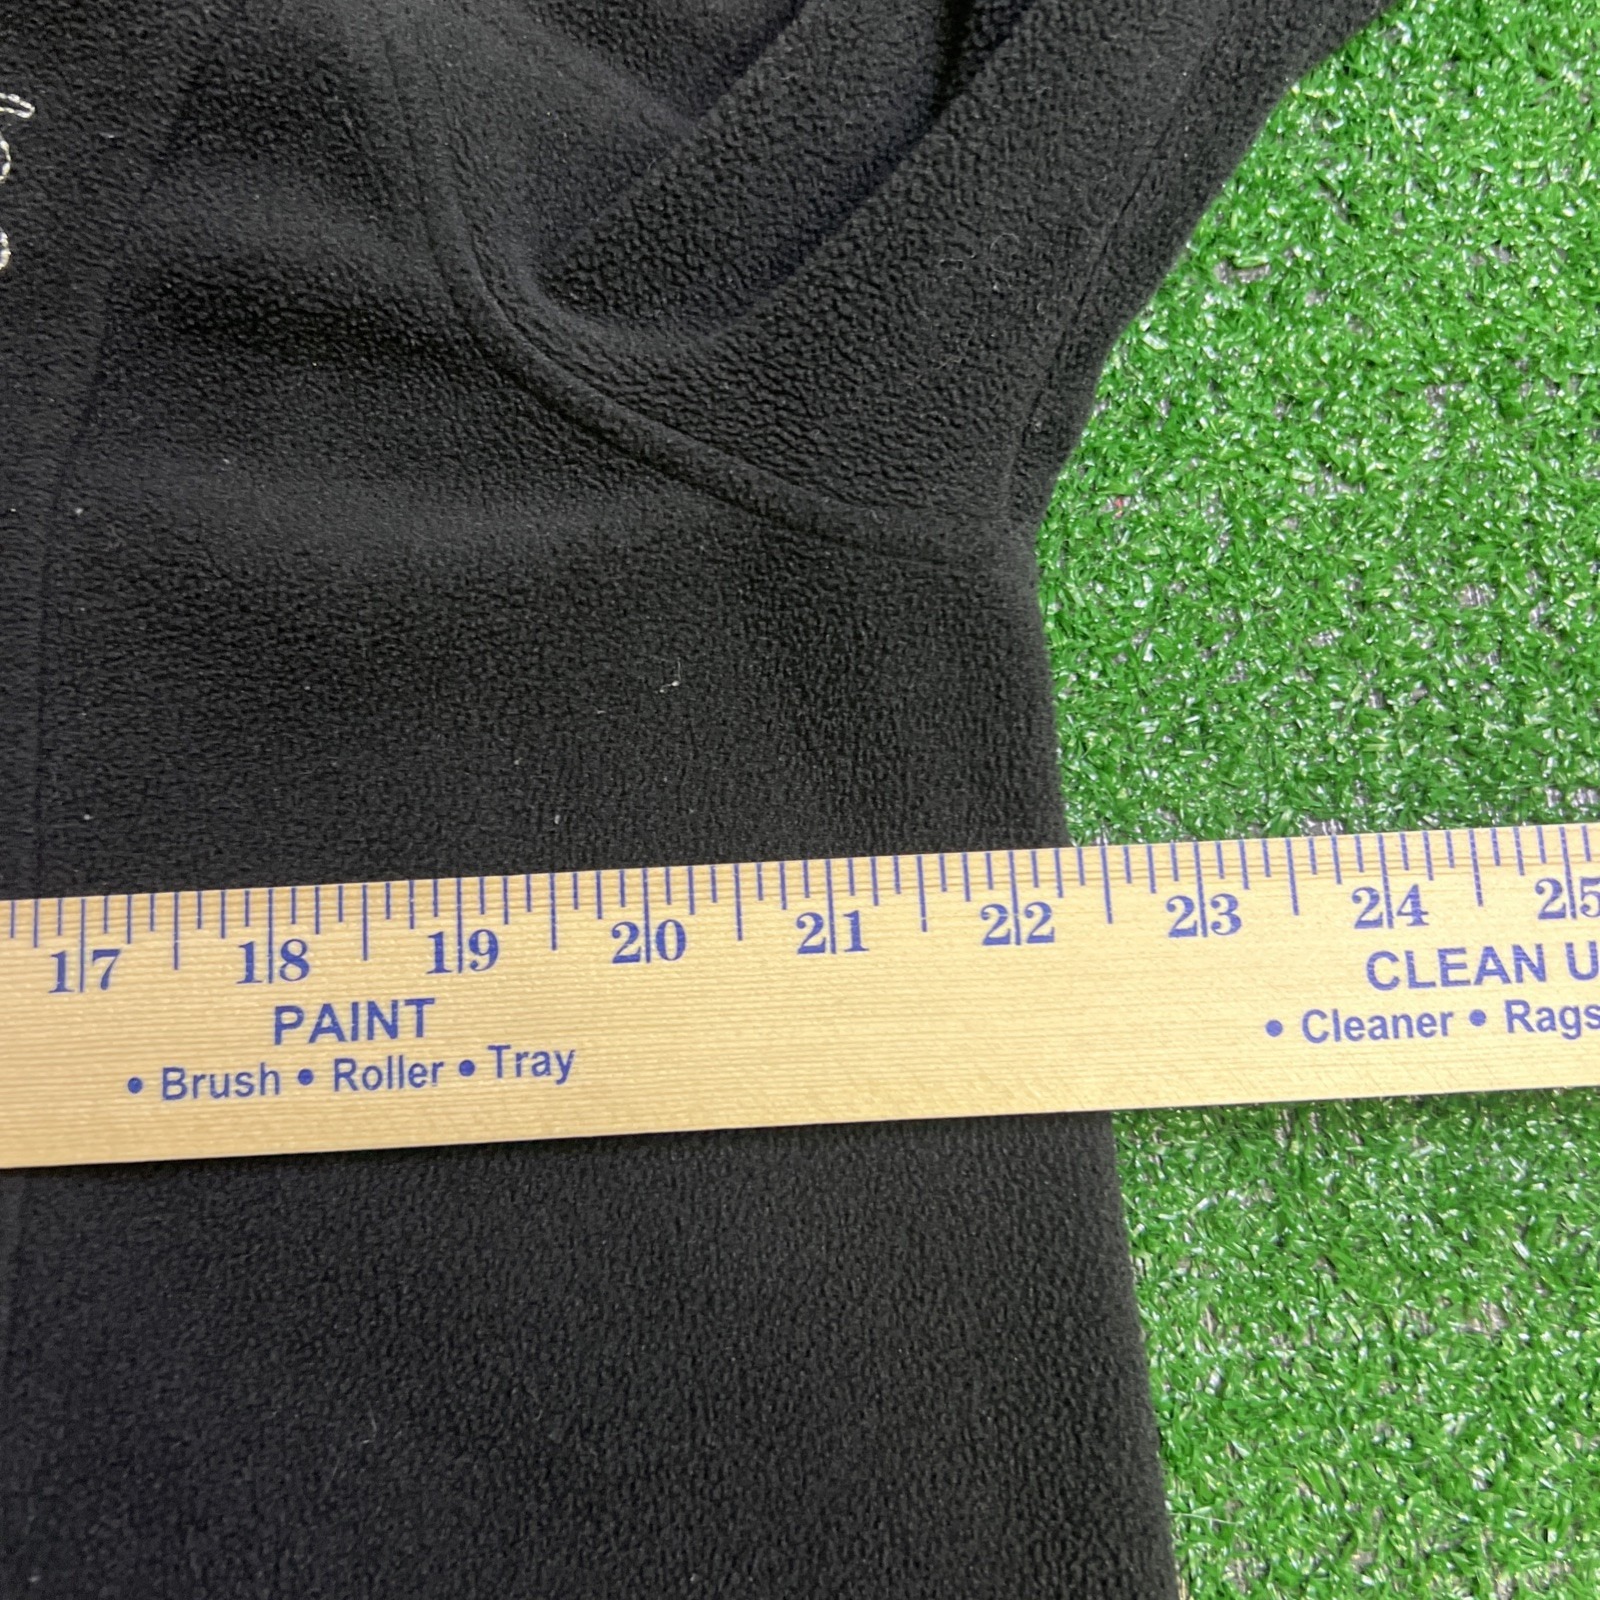 17 18 19 20 21 22 23 24 25
PAINT
• Brush • Roller • Tray
CLEAN U
• Cleaner • Rags